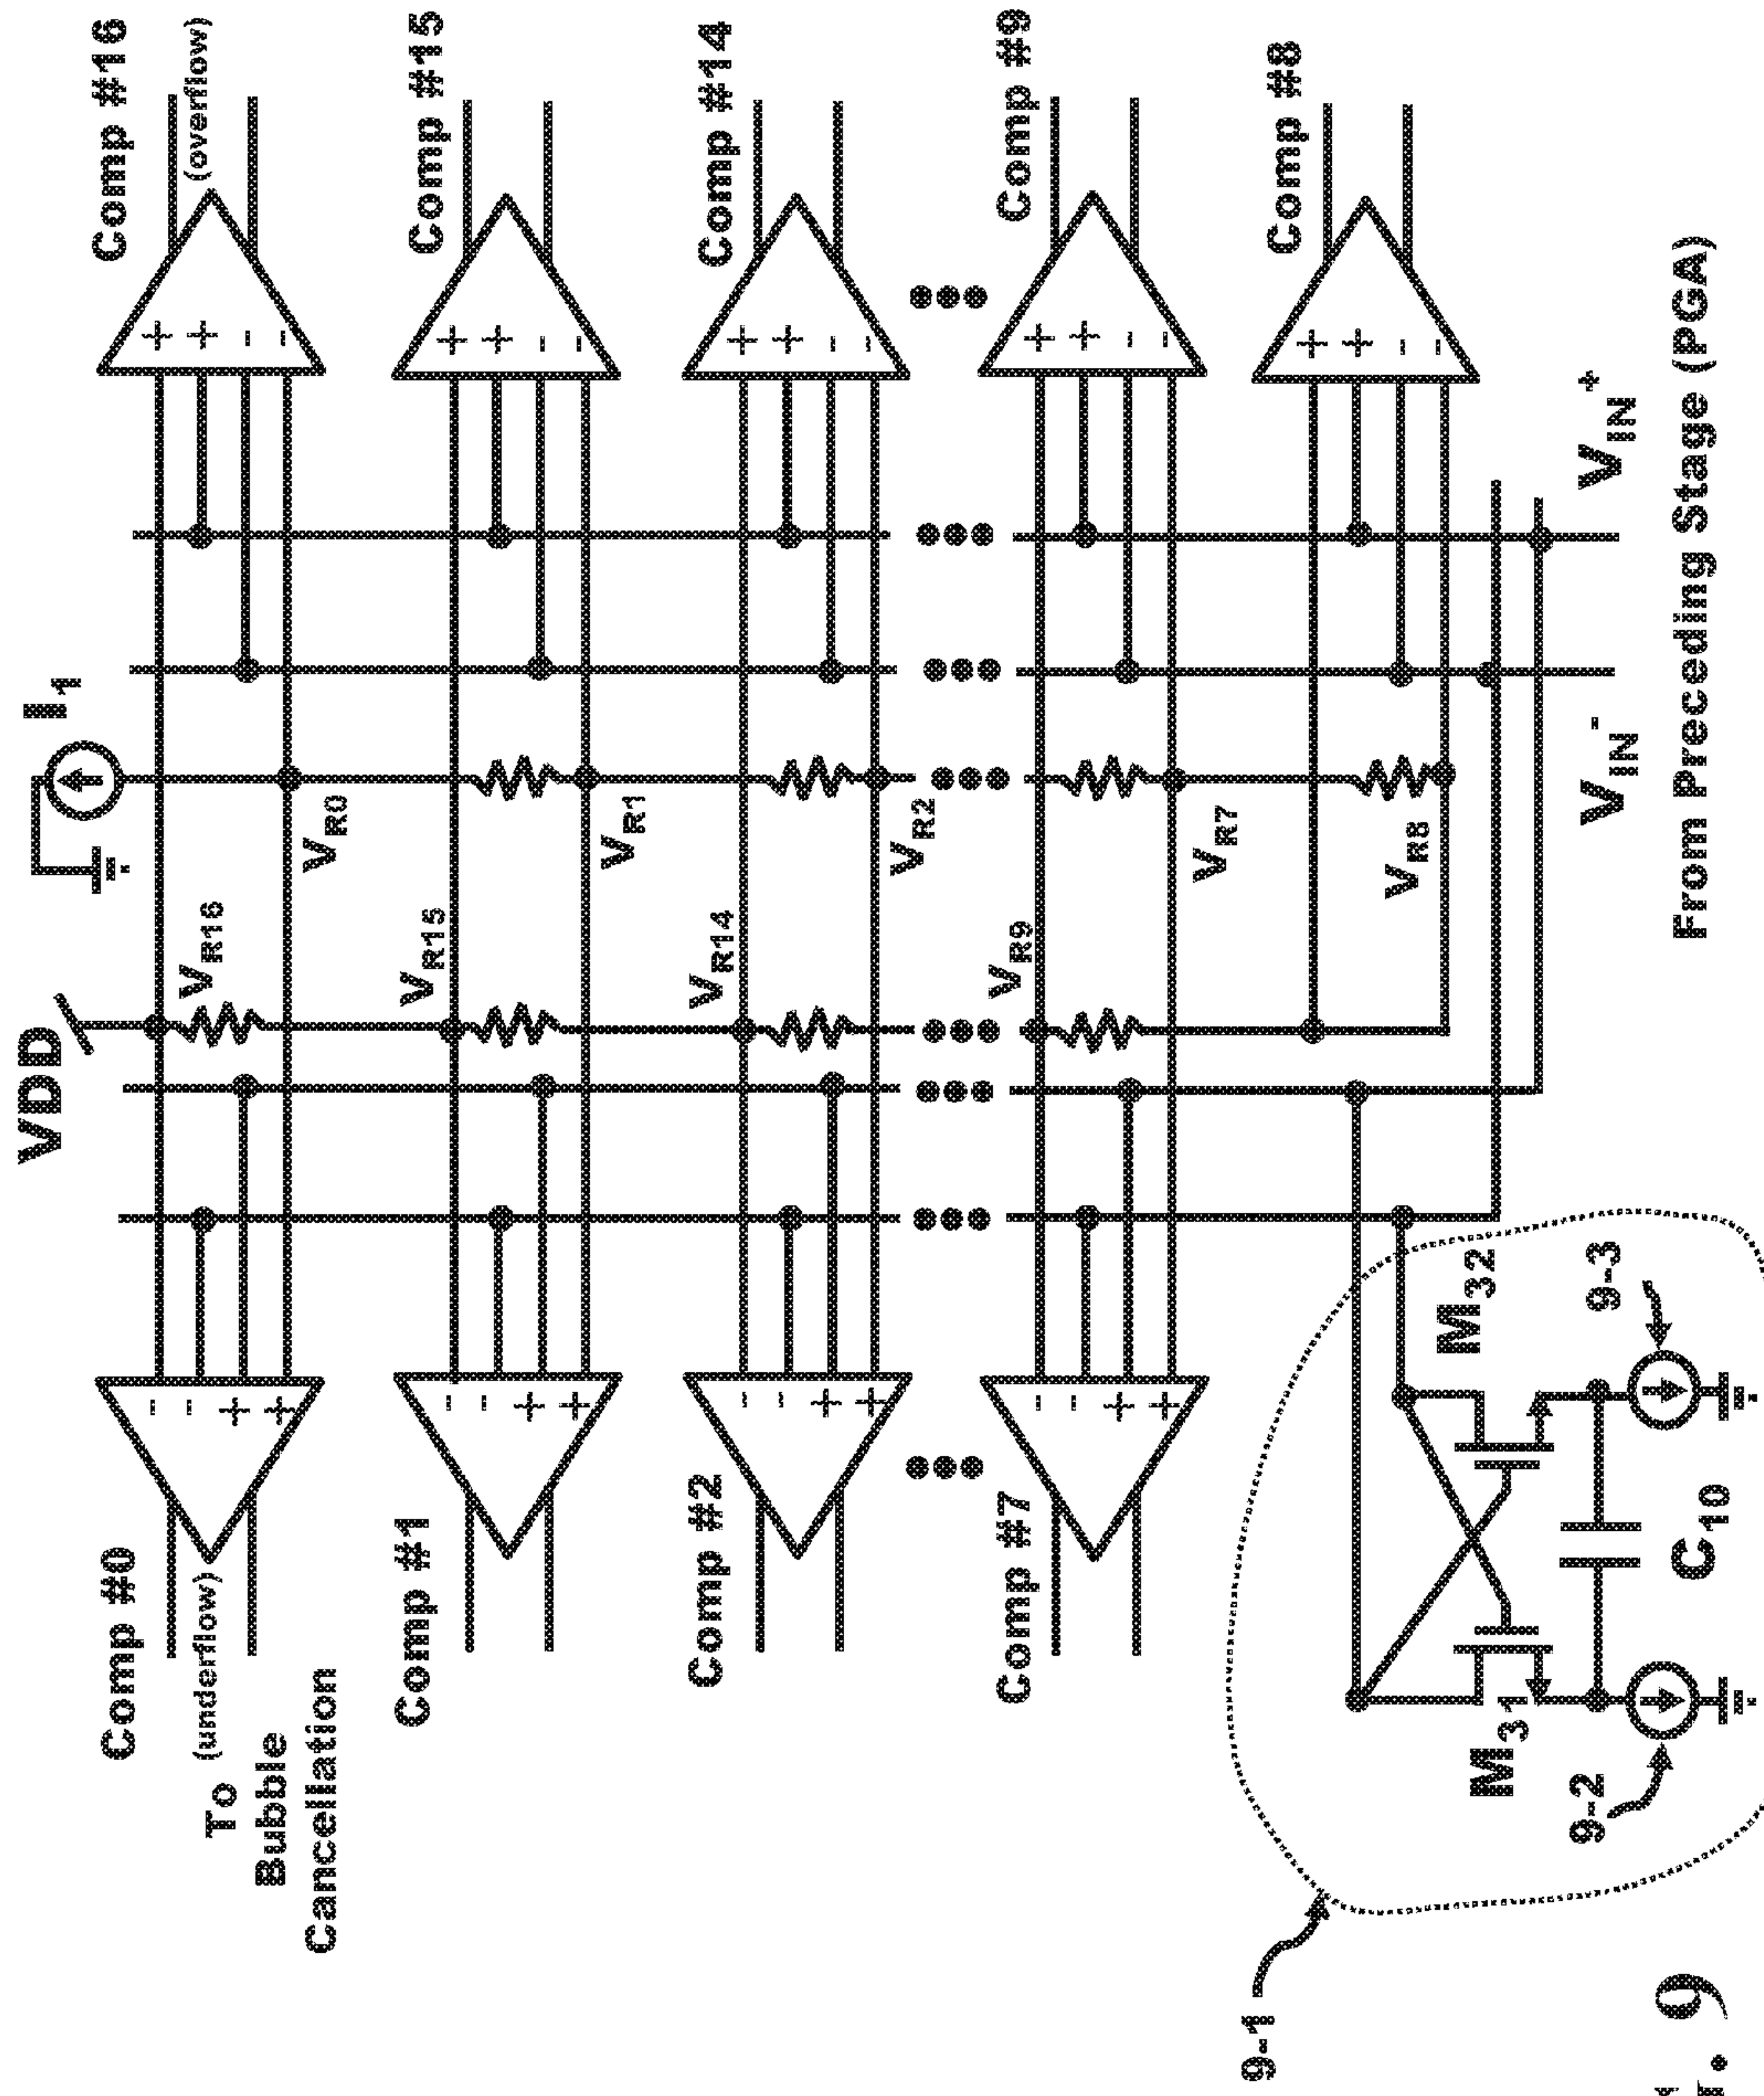 VDD
I1
Comp #16
(overflow)
Comp #15
Comp #14
Comp #9
Comp #8
+
+
-
-
+
+
-
-
+
+
-
-
+
+
-
-
+
+
-
-
VR16
VR0
VR15
VR1
VR14
VR2
VR9
VR7
VR8
-
-
+
+
-
-
+
+
-
-
+
+
-
-
+
+
Comp #0
(underflow)
To
Bubble
Cancellation
Comp #1
Comp #2
Comp #7
VIN-
VIN+
From Preceding Stage (PGA)
M32
M31
C10
9-3
9-2
9-1
. 9